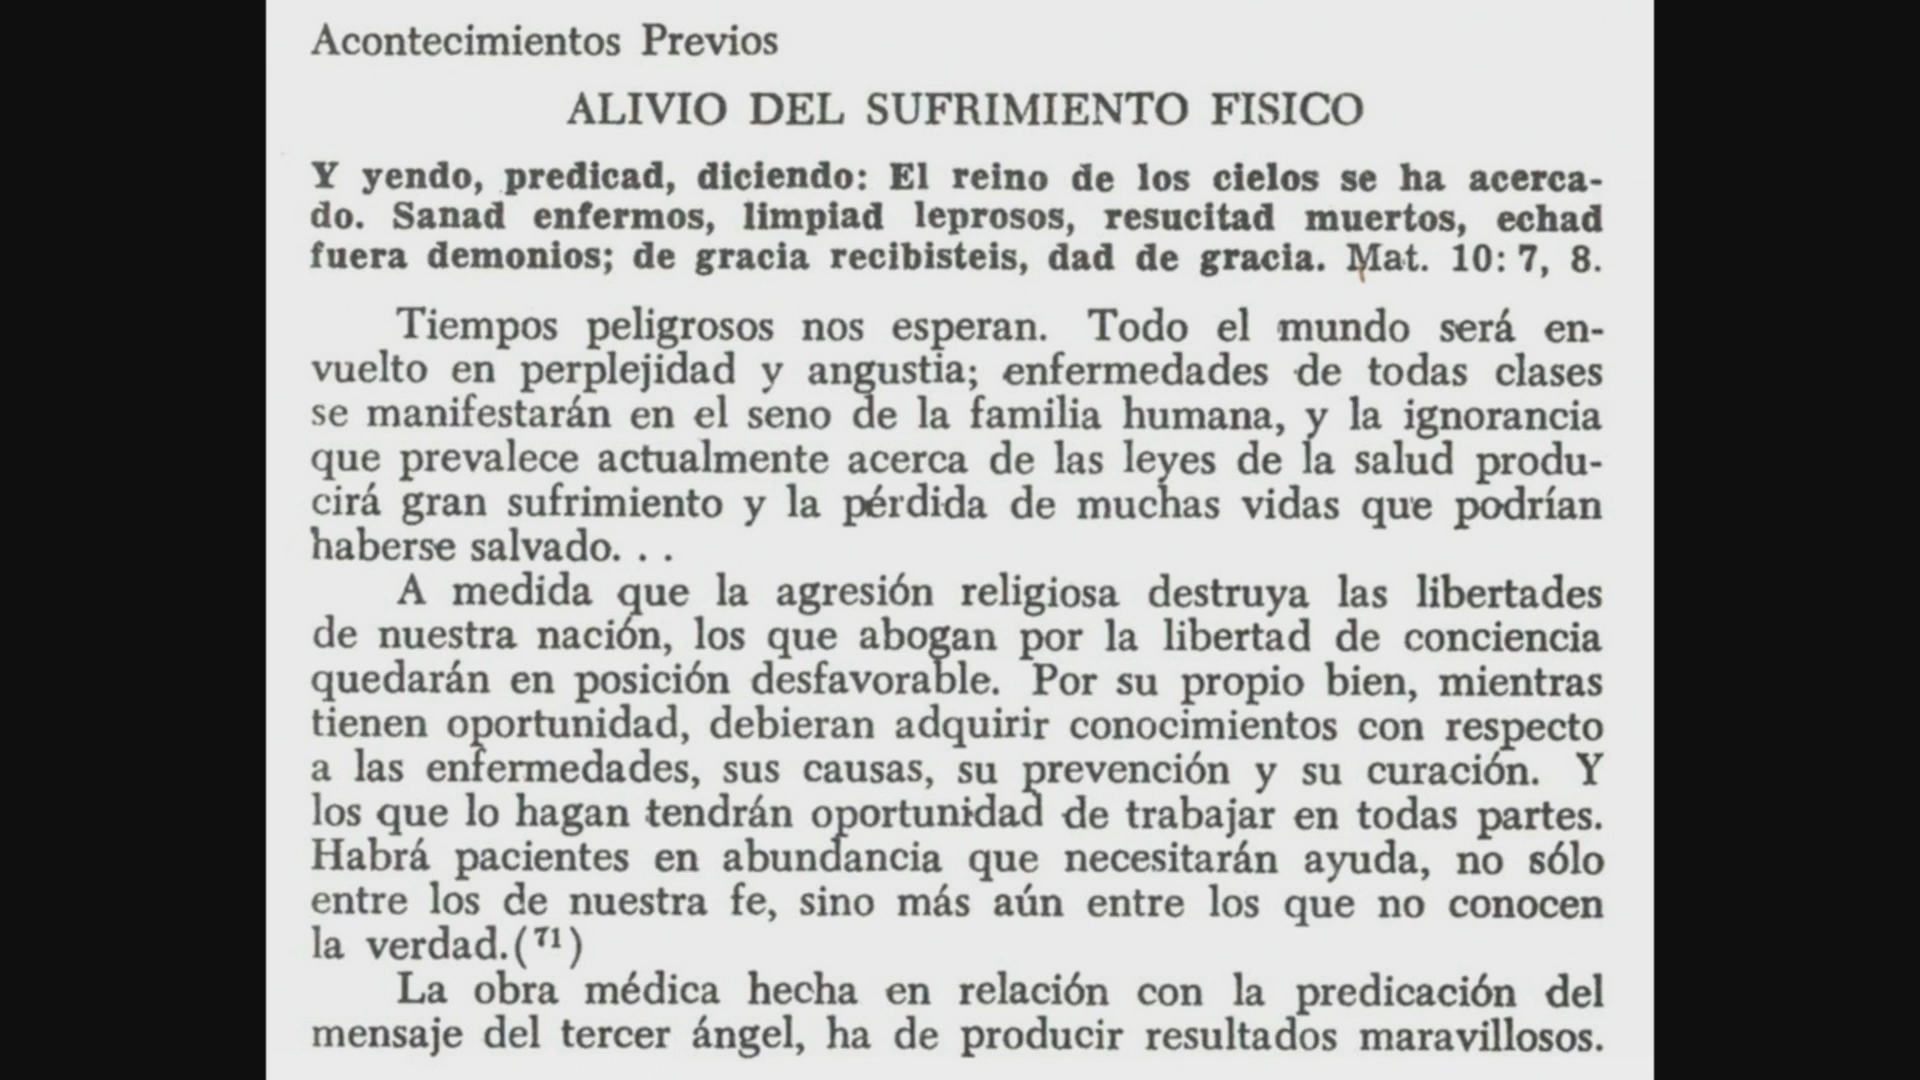 Acontecimientos Previos
ALIVIO DEL SUFRIMIENTO FISICO
Y yendo, predicad, diciendo: El reino de los cielos se ha acerca-
do. Sanad enfermos, limpiad leprosos, resucitad muertos, echad
fuera demonios; de gracia recibisteis, dad de gracia. Mat. 10: 7, 8.
Tiempos peligrosos nos esperan. Todo el mundo será en-
vuelto en perplejidad y angustia; enfermedades de todas clases
se manifestarán en el seno de la familia humana, y la ignorancia
que prevalece actualmente acerca de las leyes de la salud produ-
cirá gran sufrimiento y la pérdida de muchas vidas que podrían
haberse salvado. . .
A medida que la agresión religiosa destruya las libertades
de nuestra nación, los que abogan por la libertad de conciencia
quedarán en posición desfavorable. Por su propio bien, mientras
tienen oportunidad, debieran adquirir conocimientos con respecto
a las enfermedades, sus causas, su prevención y su curación. Y
los que lo hagan tendrán oportunidad de trabajar en todas partes.
Habrá pacientes en abundancia que necesitarán ayuda, no sólo
entre los de nuestra fe, sino más aún entre los que no conocen
la verdad.(71)
La obra médica hecha en relación con la predicación del
mensaje del tercer ángel, ha de producir resultados maravillosos.